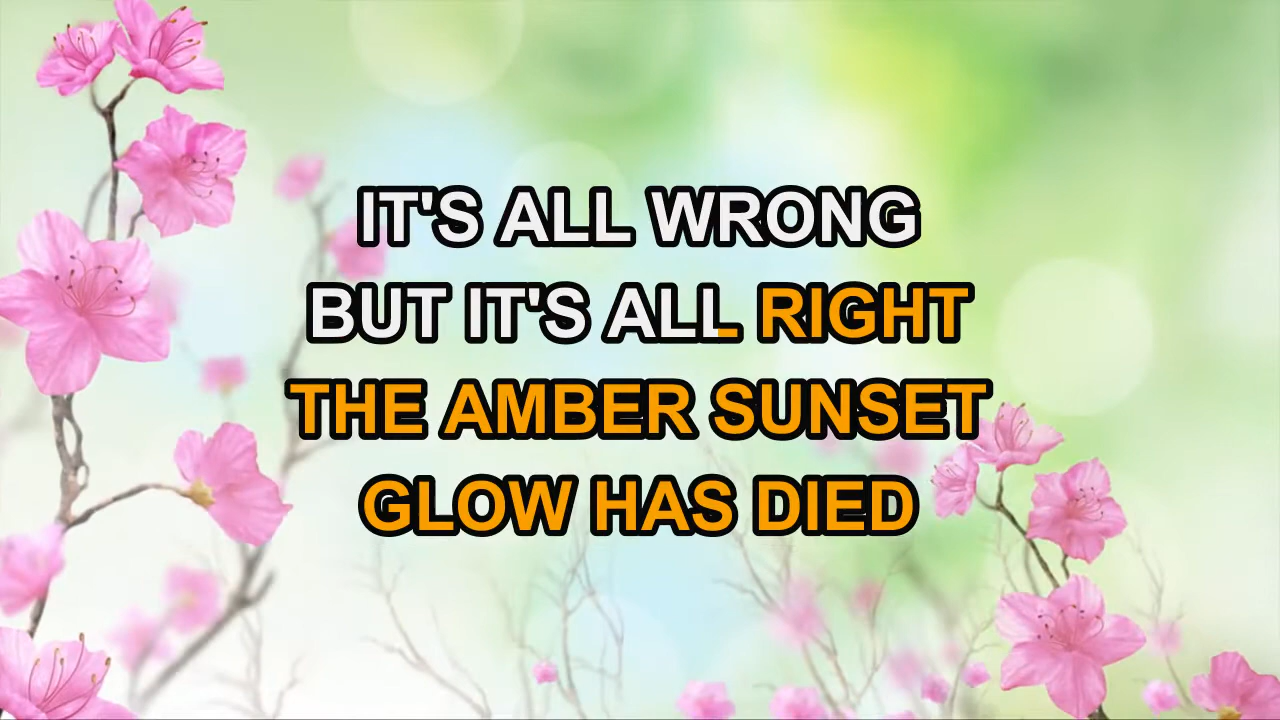 IT'S ALL WRONG
BUT IT'S ALL RIGHT
THE AMBER SUNSET
GLOW HAS DIED